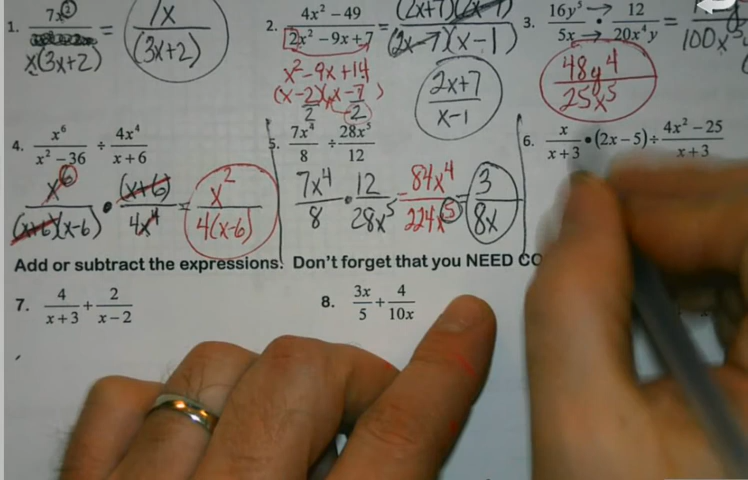 1. 7x² / x(3x+2) = 7x / (3x+2)
2. 4x² – 49 / 2x² – 9x + 7 = (2x+7)(2x-7) / (2x-7)(x-1)
x² – 9x + 14
(x-2)(x-7)
2 2
2x+7 / x-1
3. 16y⁵ / 5x → • 12 / 20x⁴y =
100x⁵
48y⁴ / 25x⁵
4. x⁶ / x² – 36 ÷ 4x⁴ / x + 6
x⁶ / (x+6)(x-6) • (x+6) / 4x⁴ = x² / 4(x-6)
5. 7x⁴ / 8 ÷ 28x⁵ / 12
7x⁴ / 8 • 12 / 28x⁵ = 84x⁴ / 224x⁵ = 3 / 8x
6. x / x + 3 • (2x – 5) ÷ 4x² – 25 / x + 3
Add or subtract the expressions. Don't forget that you NEED
7. 4 / x + 3 + 2 / x – 2
8. 3x / 5 + 4 / 10x